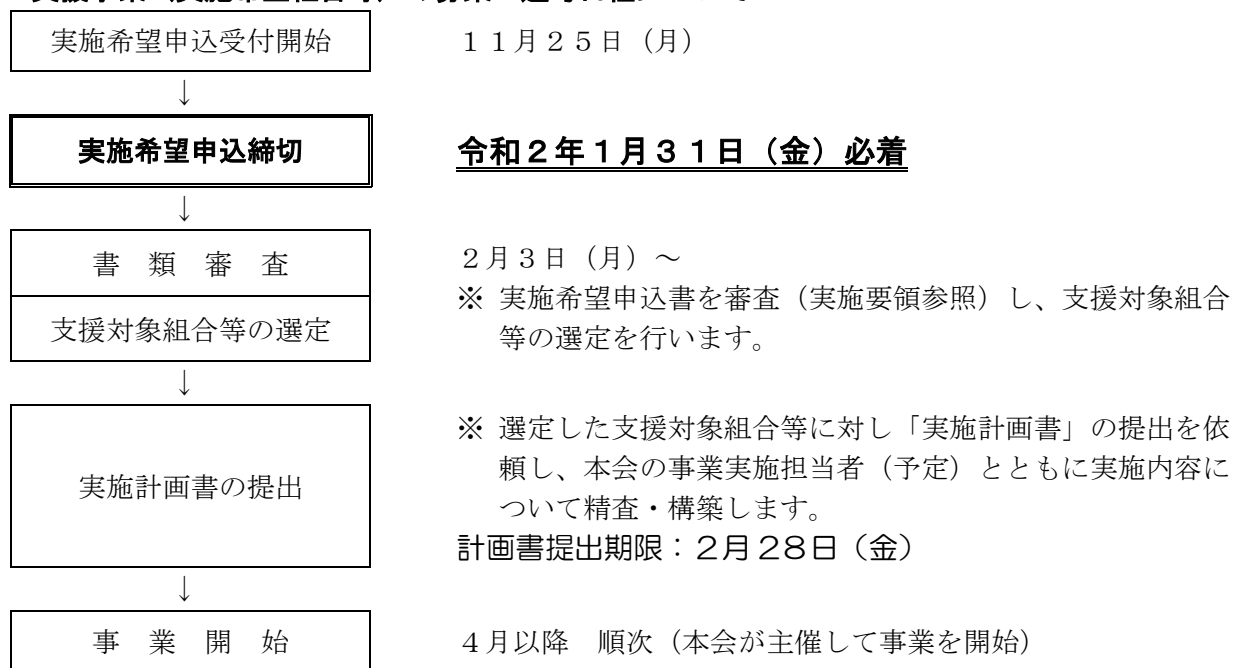 実施希望申込受付開始
１１月２５日（月）
↓
実施希望申込締切
令和２年１月３１日（金）必着
↓
書　類　審　査
２月３日（月）～
※ 実施希望申込書を審査（実施要領参照）し、支援対象組合
支援対象組合等の選定
等の選定を行います。
↓
※ 選定した支援対象組合等に対し「実施計画書」の提出を依
頼し、本会の事業実施担当者（予定）とともに実施内容に
実施計画書の提出
ついて精査・構築します。
計画書提出期限：２月２８日（金）
↓
事　業　開　始
４月以降　順次（本会が主催して事業を開始）